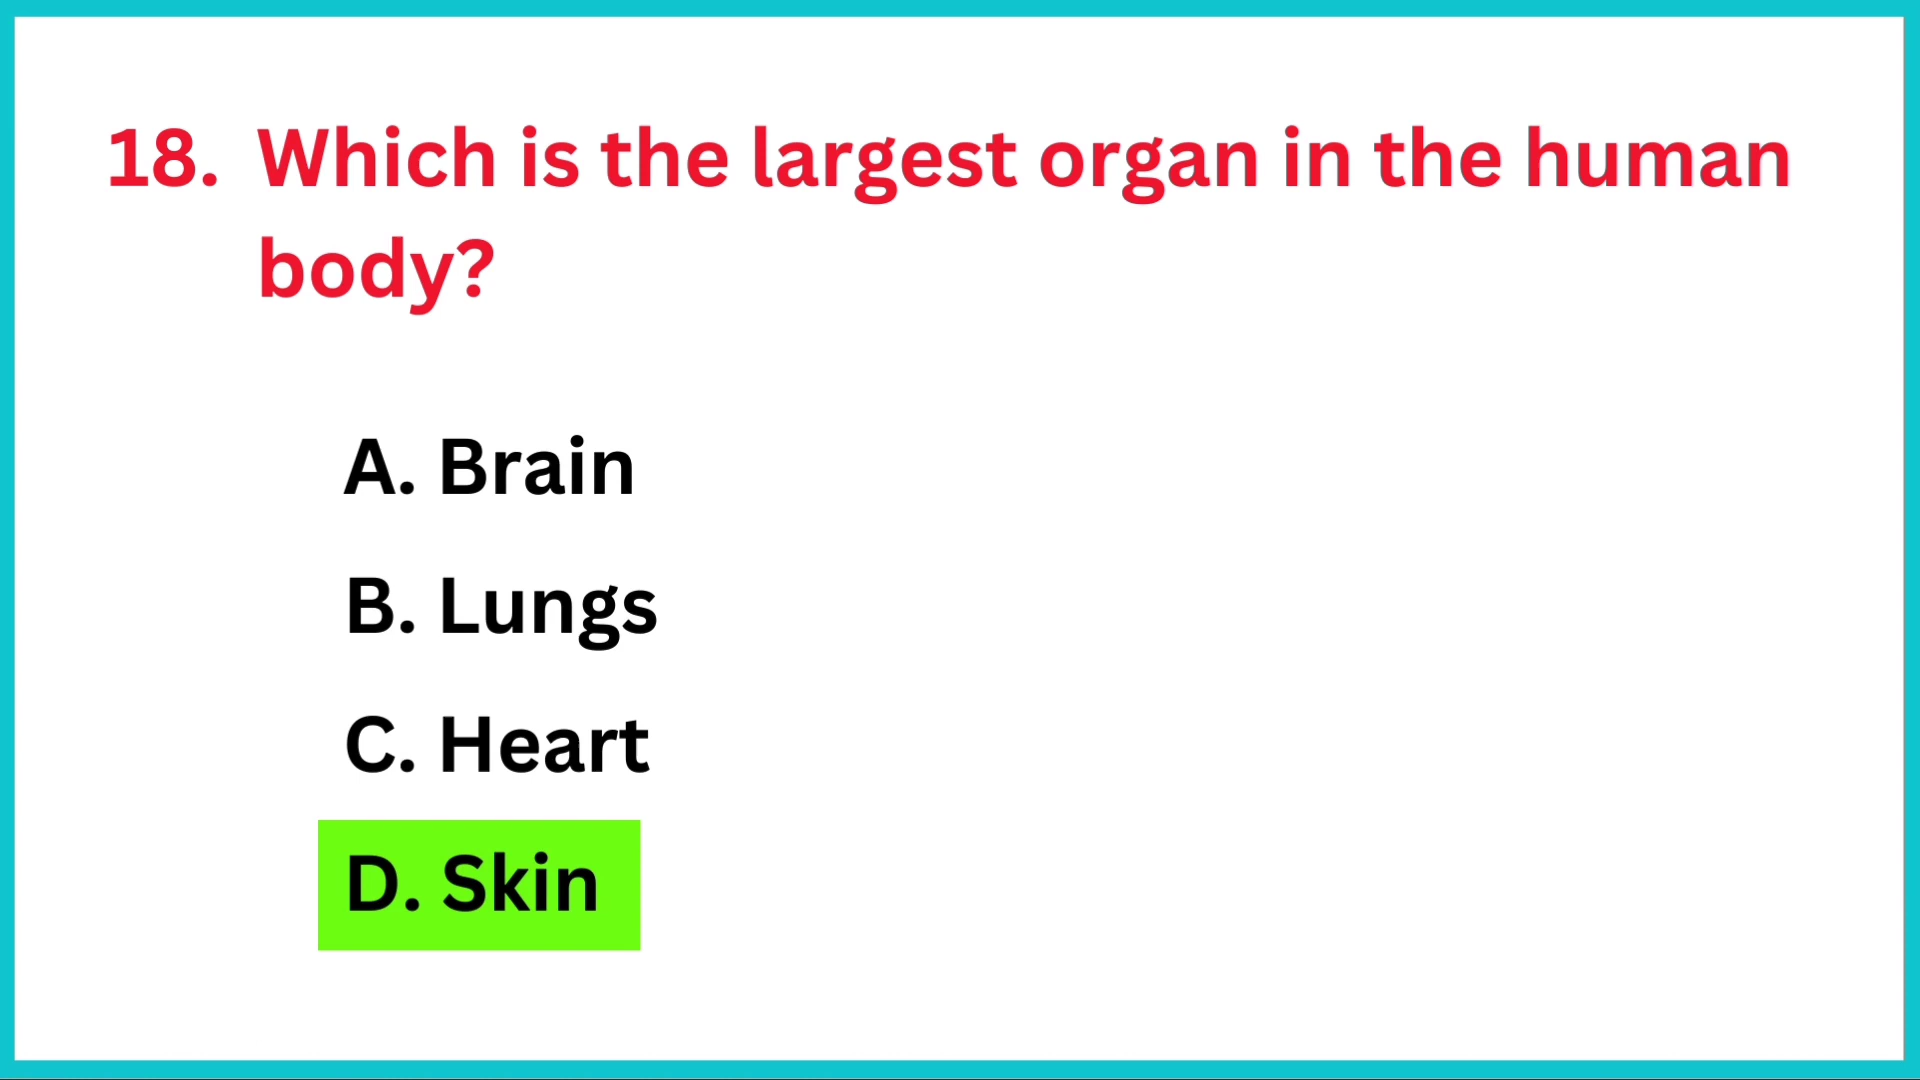 18. Which is the largest organ in the human
body?
A. Brain
B. Lungs
C. Heart
D. Skin